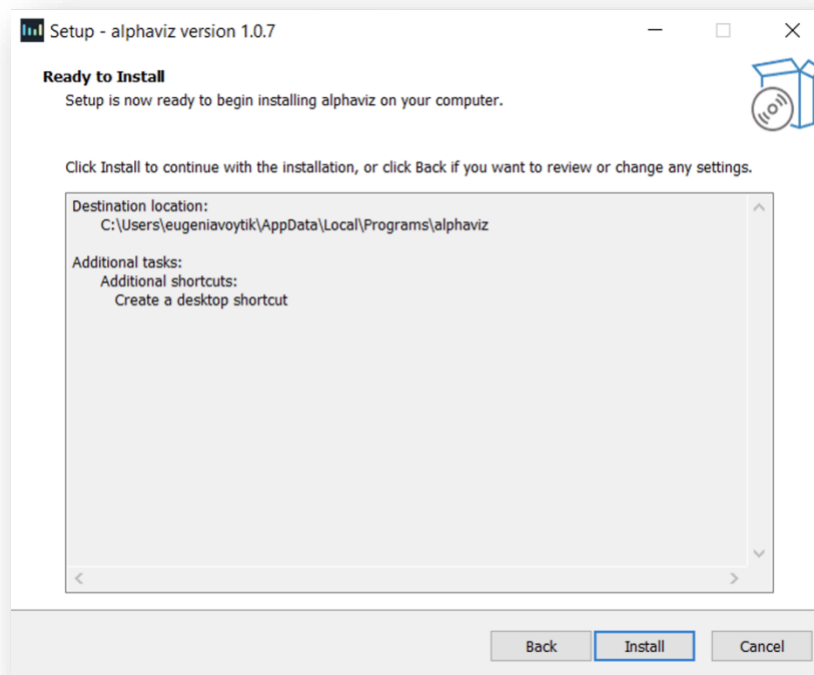 Setup - alphaviz version 1.0.7
Ready to Install
Setup is now ready to begin installing alphaviz on your computer.
Click Install to continue with the installation, or click Back if you want to review or change any settings.
Destination location:
C:\Users\eugeniavoytik\AppData\Local\Programs\alphaviz
Additional tasks:
Additional shortcuts:
Create a desktop shortcut
Back Install Cancel